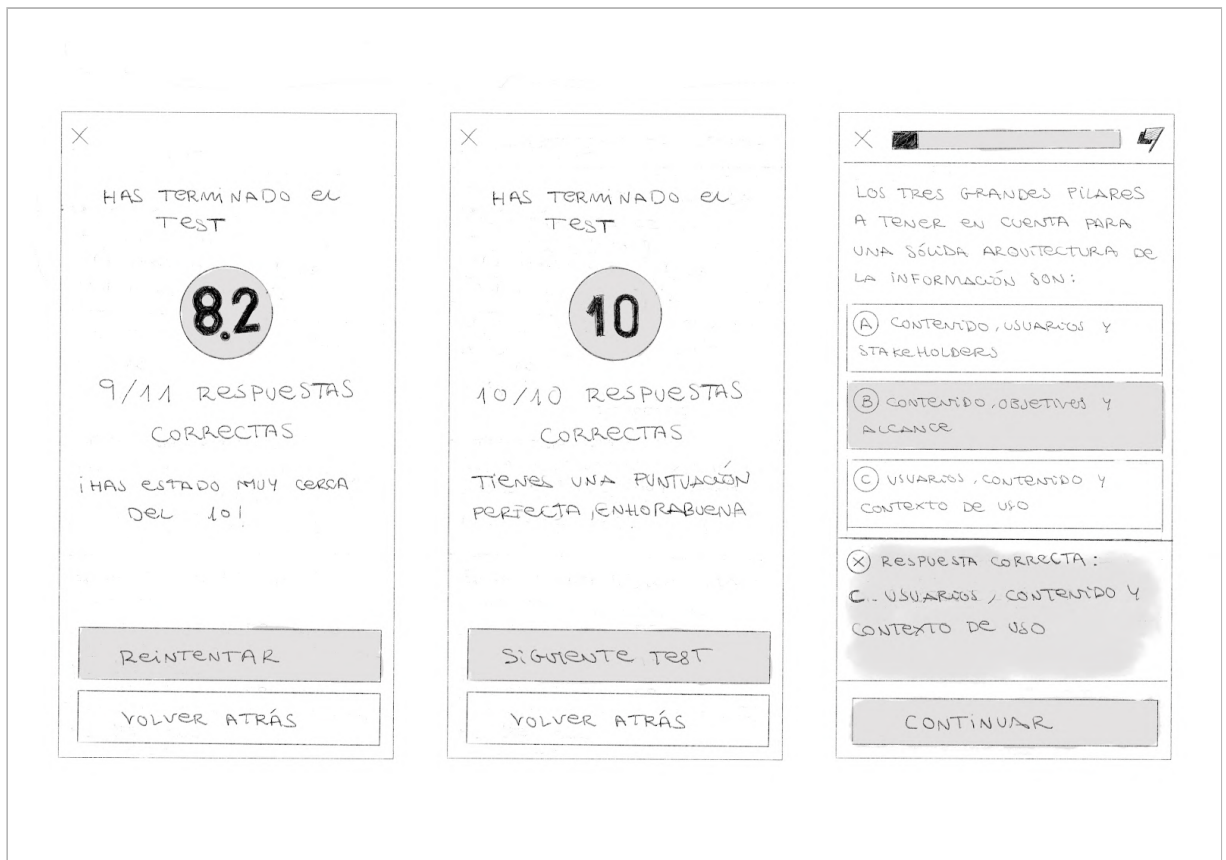 X
HAS TERMINADO el
TEST
8.2
9/11 RESPUESTAS
CORRECTAS
¡HAS ESTADO MUY CERCA
DEL 10!
REINTENTAR
VOLVER ATRÁS
X
HAS TERMINADO el
TEST
10
10/10 RESPUESTAS
CORRECTAS
TIENES UNA PUNTUACIÓN
PERFECTA, ENHORABUENA
SIGUIENTE TEST
VOLVER ATRÁS
X
LOS TRES GRANDES PILARES
A TENER EN CUENTA PARA
UNA SÓLIDA ARQUITECTURA DE
LA INFORMACIÓN SON:
A CONTENIDO, USUARIOS Y
STAKEHOLDERS
B CONTENIDO, OBJETIVOS Y
ALCANCE
C USUARIOS, CONTENIDO Y
CONTEXTO DE USO
X RESPUESTA CORRECTA:
C. USUARIOS, CONTENIDO Y
CONTEXTO DE USO
CONTINUAR